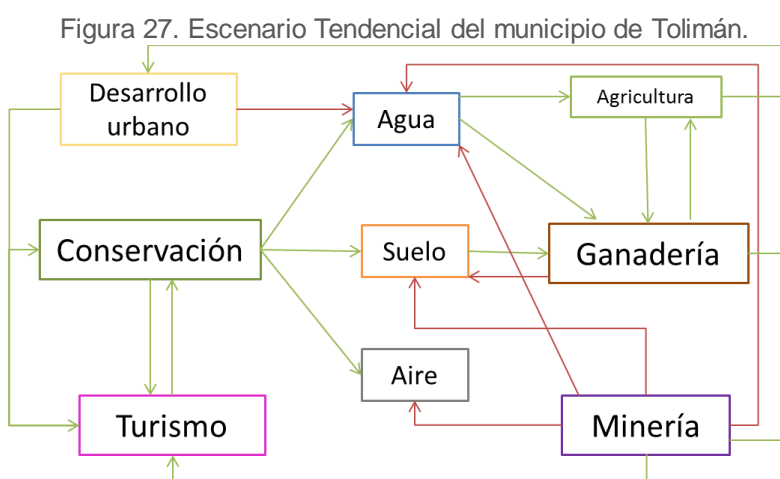 Figura 27. Escenario Tendencial del municipio de Tolimán.
Desarrollo
urbano
Agua
Agricultura
Conservación
Suelo
Ganadería
Aire
Turismo
Minería